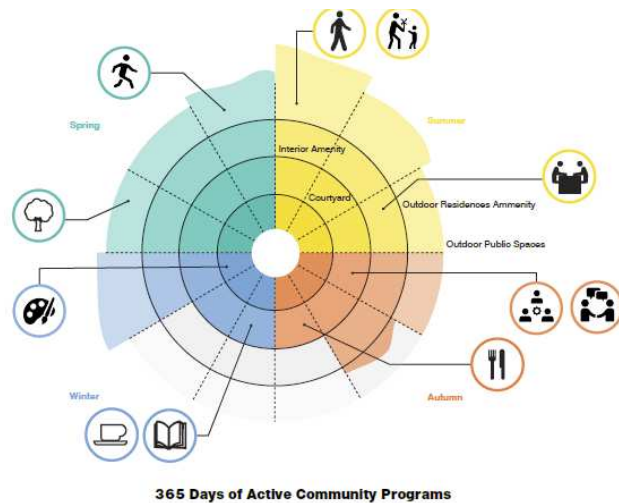 Spring
Summer
Interior Amenity
Courtyard
Outdoor Residences Ammenity
Outdoor Public Spaces
Winter
Autumn
365 Days of Active Community Programs